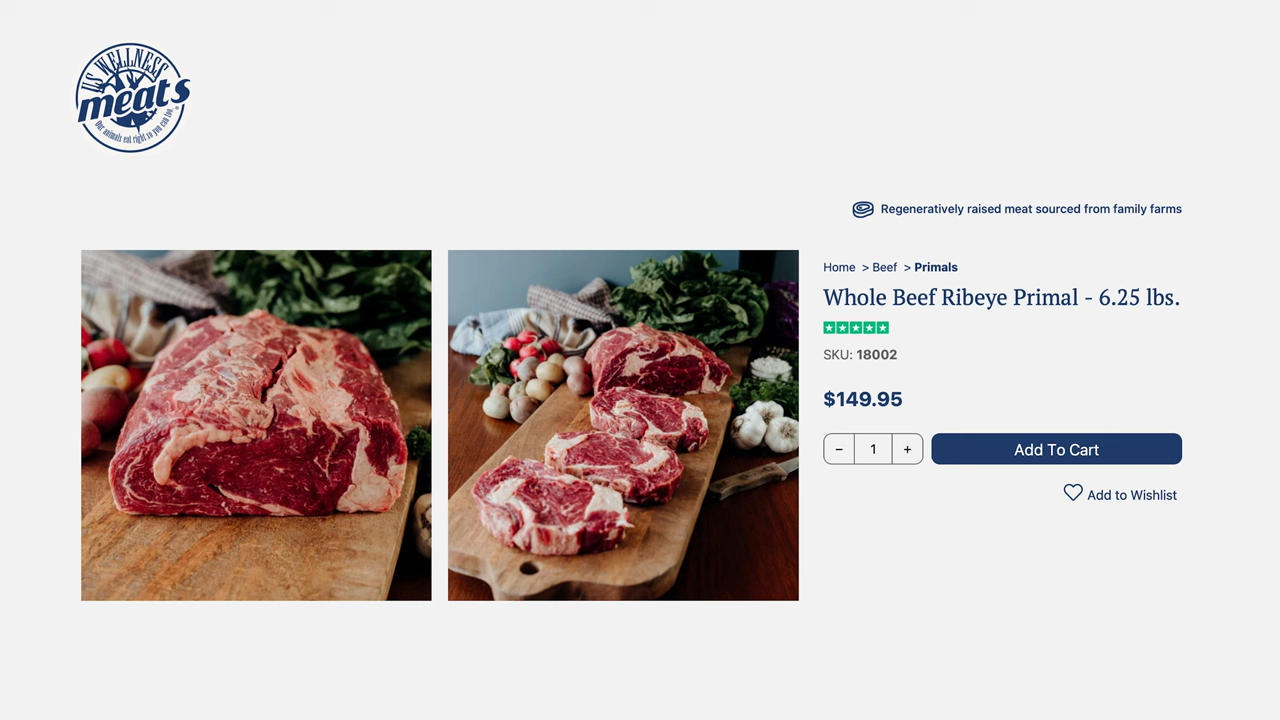 US WELLNESS
meats
Our animals eat right so you can too.
Regeneratively raised meat sourced from family farms
Home > Beef > Primals
Whole Beef Ribeye Primal - 6.25 lbs.
SKU: 18002
$149.95
− 1 + Add To Cart
Add to Wishlist